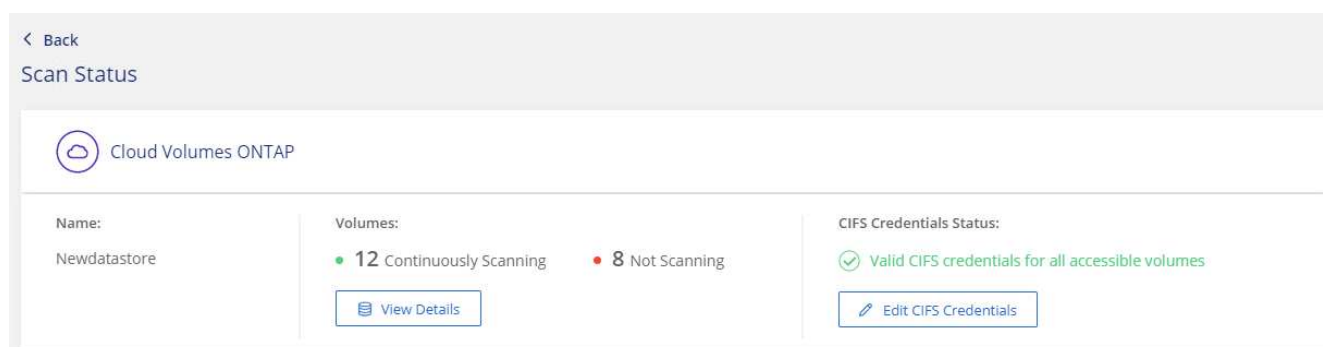 Back
Scan Status
Cloud Volumes ONTAP
Name:
Newdatastore
Volumes:
12 Continuously Scanning
8 Not Scanning
View Details
CIFS Credentials Status:
Valid CIFS credentials for all accessible volumes
Edit CIFS Credentials